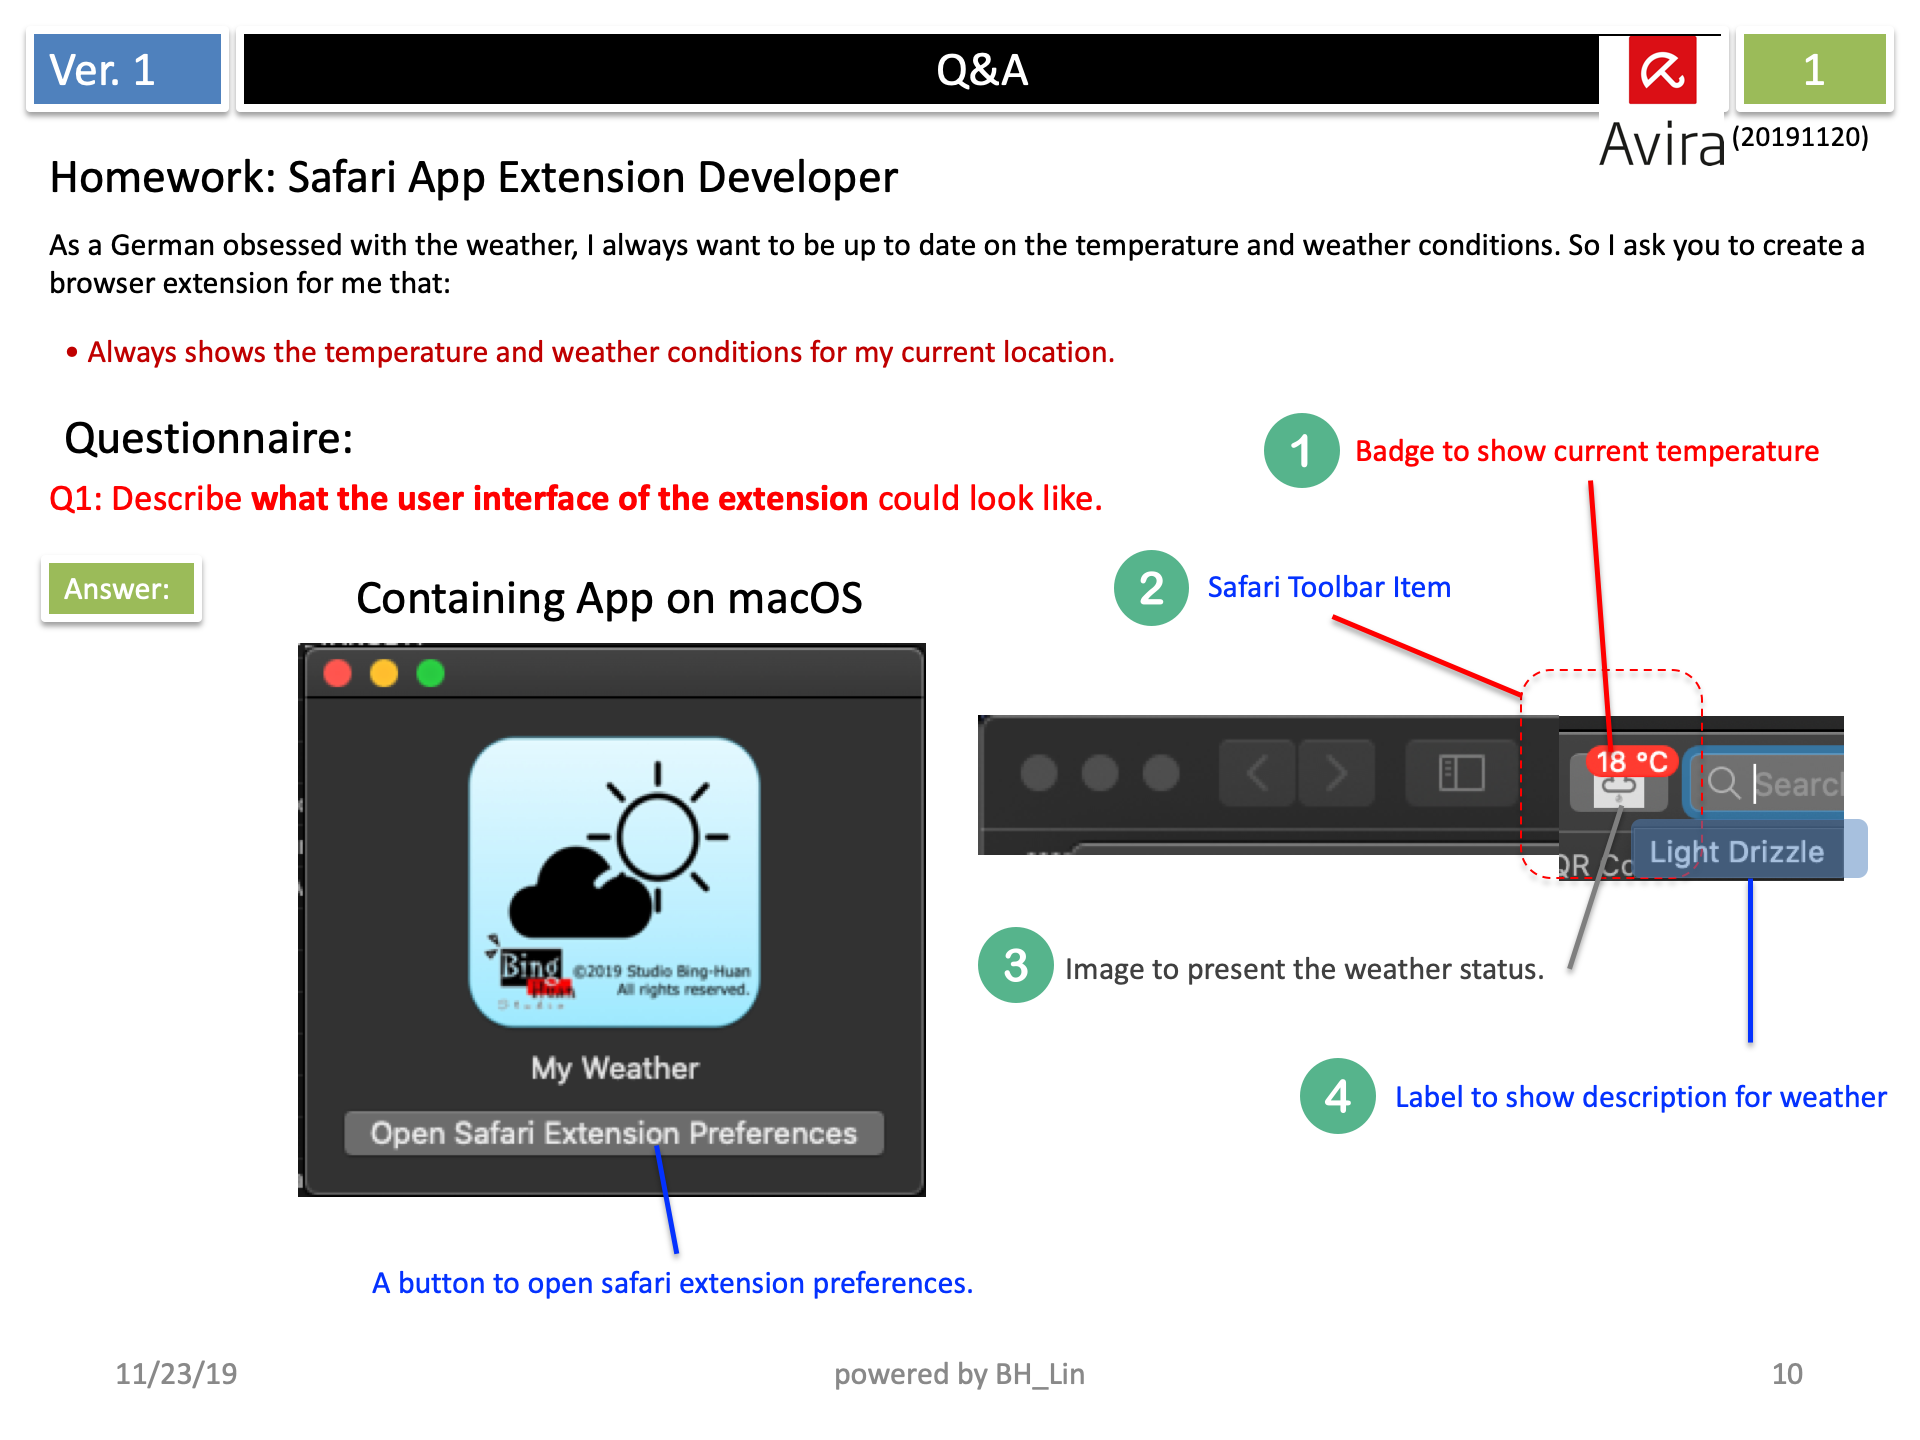 Ver. 1
Q&A
1
Avira
(20191120)
Homework: Safari App Extension Developer
As a German obsessed with the weather, I always want to be up to date on the temperature and weather conditions. So I ask you to create a
browser extension for me that:
• Always shows the temperature and weather conditions for my current location.
Questionnaire:
Q1: Describe what the user interface of the extension could look like.
1
Badge to show current temperature
Answer:
Containing App on macOS
2
Safari Toolbar Item
18 °C
Search
QR Co
Light Drizzle
Bing
Huan
Studio
©2019 Studio Bing-Huan
All rights reserved.
3
Image to present the weather status.
My Weather
4
Label to show description for weather
Open Safari Extension Preferences
A button to open safari extension preferences.
11/23/19
powered by BH_Lin
10